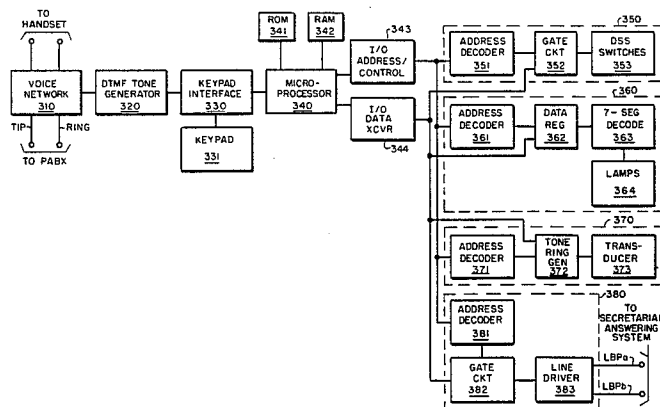 TO
HANDSET
VOICE
NETWORK
310
TIP
RING
TO PABX
DTMF TONE
GENERATOR
320
KEYPAD
INTERFACE
330
KEYPAD
331
ROM
341
RAM
342
MICRO-
PROCESSOR
340
343
I/O
ADDRESS/
CONTROL
I/O
DATA
XCVR
344
350
ADDRESS
DECODER
351
GATE
CKT
352
DSS
SWITCHES
353
360
ADDRESS
DECODER
361
DATA
REG
362
7-SEG
DECODE
363
LAMPS
364
370
ADDRESS
DECODER
371
TONE
RING
GEN
372
TRANS-
DUCER
373
380
ADDRESS
DECODER
381
GATE
CKT
382
LINE
DRIVER
383
TO
SECRETARIAL
ANSWERING
SYSTEM
LBPa
LBPb